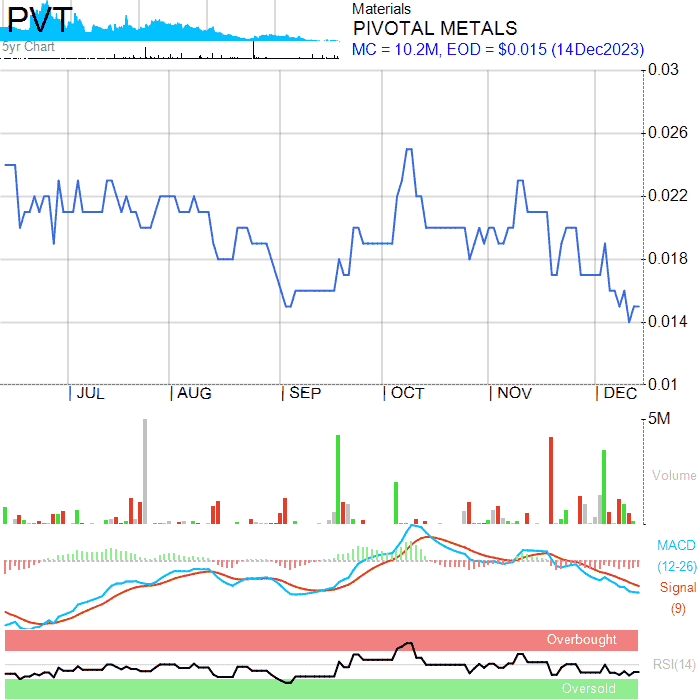 PVT
5yr Chart
Materials
PIVOTAL METALS
MC = 10.2M, EOD = $0.015 (14Dec2023)
0.03
0.026
0.022
0.018
0.014
0.01
JUL AUG SEP OCT NOV DEC
5M
Volume
MACD
(12-26)
Signal
(9)
Overbought
RSI(14)
Oversold